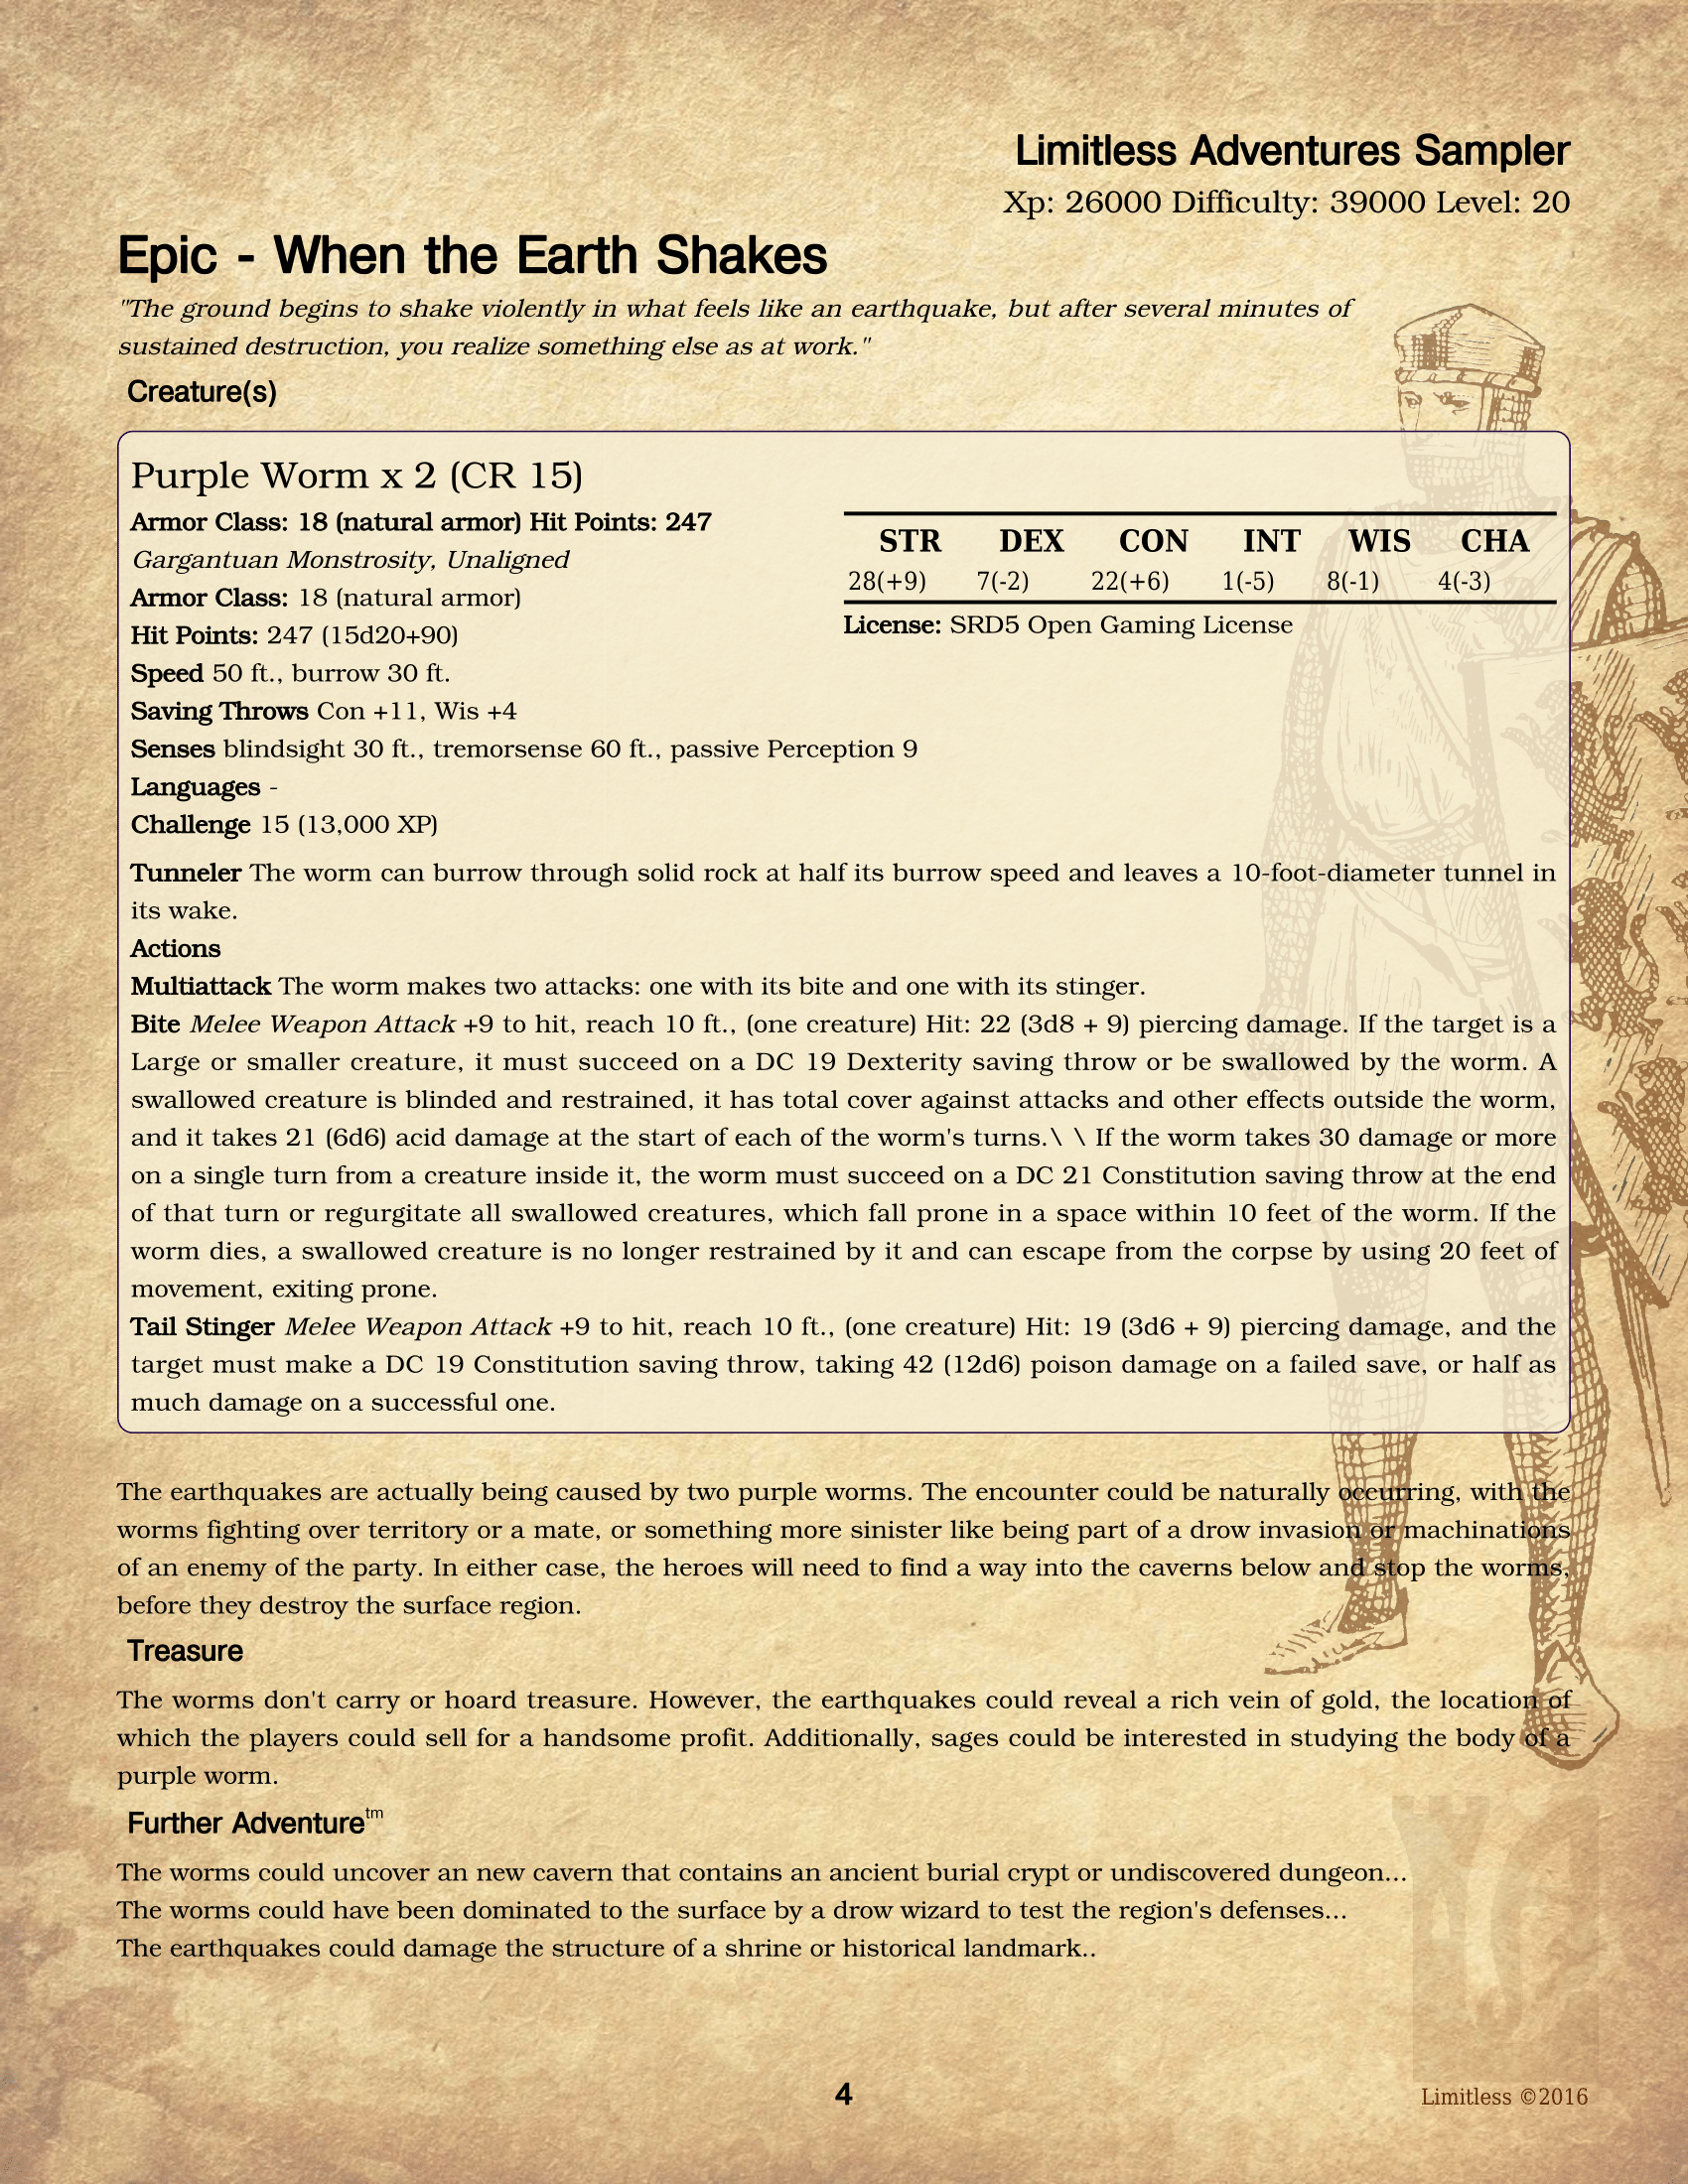 Limitless Adventures Sampler
Xp: 26000 Difficulty: 39000 Level: 20
Epic - When the Earth Shakes
"The ground begins to shake violently in what feels like an earthquake, but after several minutes of
sustained destruction, you realize something else as at work."
Creature(s)
Purple Worm x 2 (CR 15)
Armor Class: 18 (natural armor) Hit Points: 247
Gargantuan Monstrosity, Unaligned
Armor Class: 18 (natural armor)
Hit Points: 247 (15d20+90)
Speed 50 ft., burrow 30 ft.
Saving Throws Con +11, Wis +4
Senses blindsight 30 ft., tremorsense 60 ft., passive Perception 9
Languages -
Challenge 15 (13,000 XP)
STR DEX CON INT WIS CHA
28(+9) 7(-2) 22(+6) 1(-5) 8(-1) 4(-3)
License: SRD5 Open Gaming License
Tunneler The worm can burrow through solid rock at half its burrow speed and leaves a 10-foot-diameter tunnel in
its wake.
Actions
Multiattack The worm makes two attacks: one with its bite and one with its stinger.
Bite Melee Weapon Attack +9 to hit, reach 10 ft., (one creature) Hit: 22 (3d8 + 9) piercing damage. If the target is a
Large or smaller creature, it must succeed on a DC 19 Dexterity saving throw or be swallowed by the worm. A
swallowed creature is blinded and restrained, it has total cover against attacks and other effects outside the worm,
and it takes 21 (6d6) acid damage at the start of each of the worm's turns.\ \ If the worm takes 30 damage or more
on a single turn from a creature inside it, the worm must succeed on a DC 21 Constitution saving throw at the end
of that turn or regurgitate all swallowed creatures, which fall prone in a space within 10 feet of the worm. If the
worm dies, a swallowed creature is no longer restrained by it and can escape from the corpse by using 20 feet of
movement, exiting prone.
Tail Stinger Melee Weapon Attack +9 to hit, reach 10 ft., (one creature) Hit: 19 (3d6 + 9) piercing damage, and the
target must make a DC 19 Constitution saving throw, taking 42 (12d6) poison damage on a failed save, or half as
much damage on a successful one.
The earthquakes are actually being caused by two purple worms. The encounter could be naturally occurring, with the
worms fighting over territory or a mate, or something more sinister like being part of a drow invasion or machinations
of an enemy of the party. In either case, the heroes will need to find a way into the caverns below and stop the worms,
before they destroy the surface region.
Treasure
The worms don't carry or hoard treasure. However, the earthquakes could reveal a rich vein of gold, the location of
which the players could sell for a handsome profit. Additionally, sages could be interested in studying the body of a
purple worm.
Further Adventure™
The worms could uncover an new cavern that contains an ancient burial crypt or undiscovered dungeon...
The worms could have been dominated to the surface by a drow wizard to test the region's defenses...
The earthquakes could damage the structure of a shrine or historical landmark..
4
Limitless ©2016